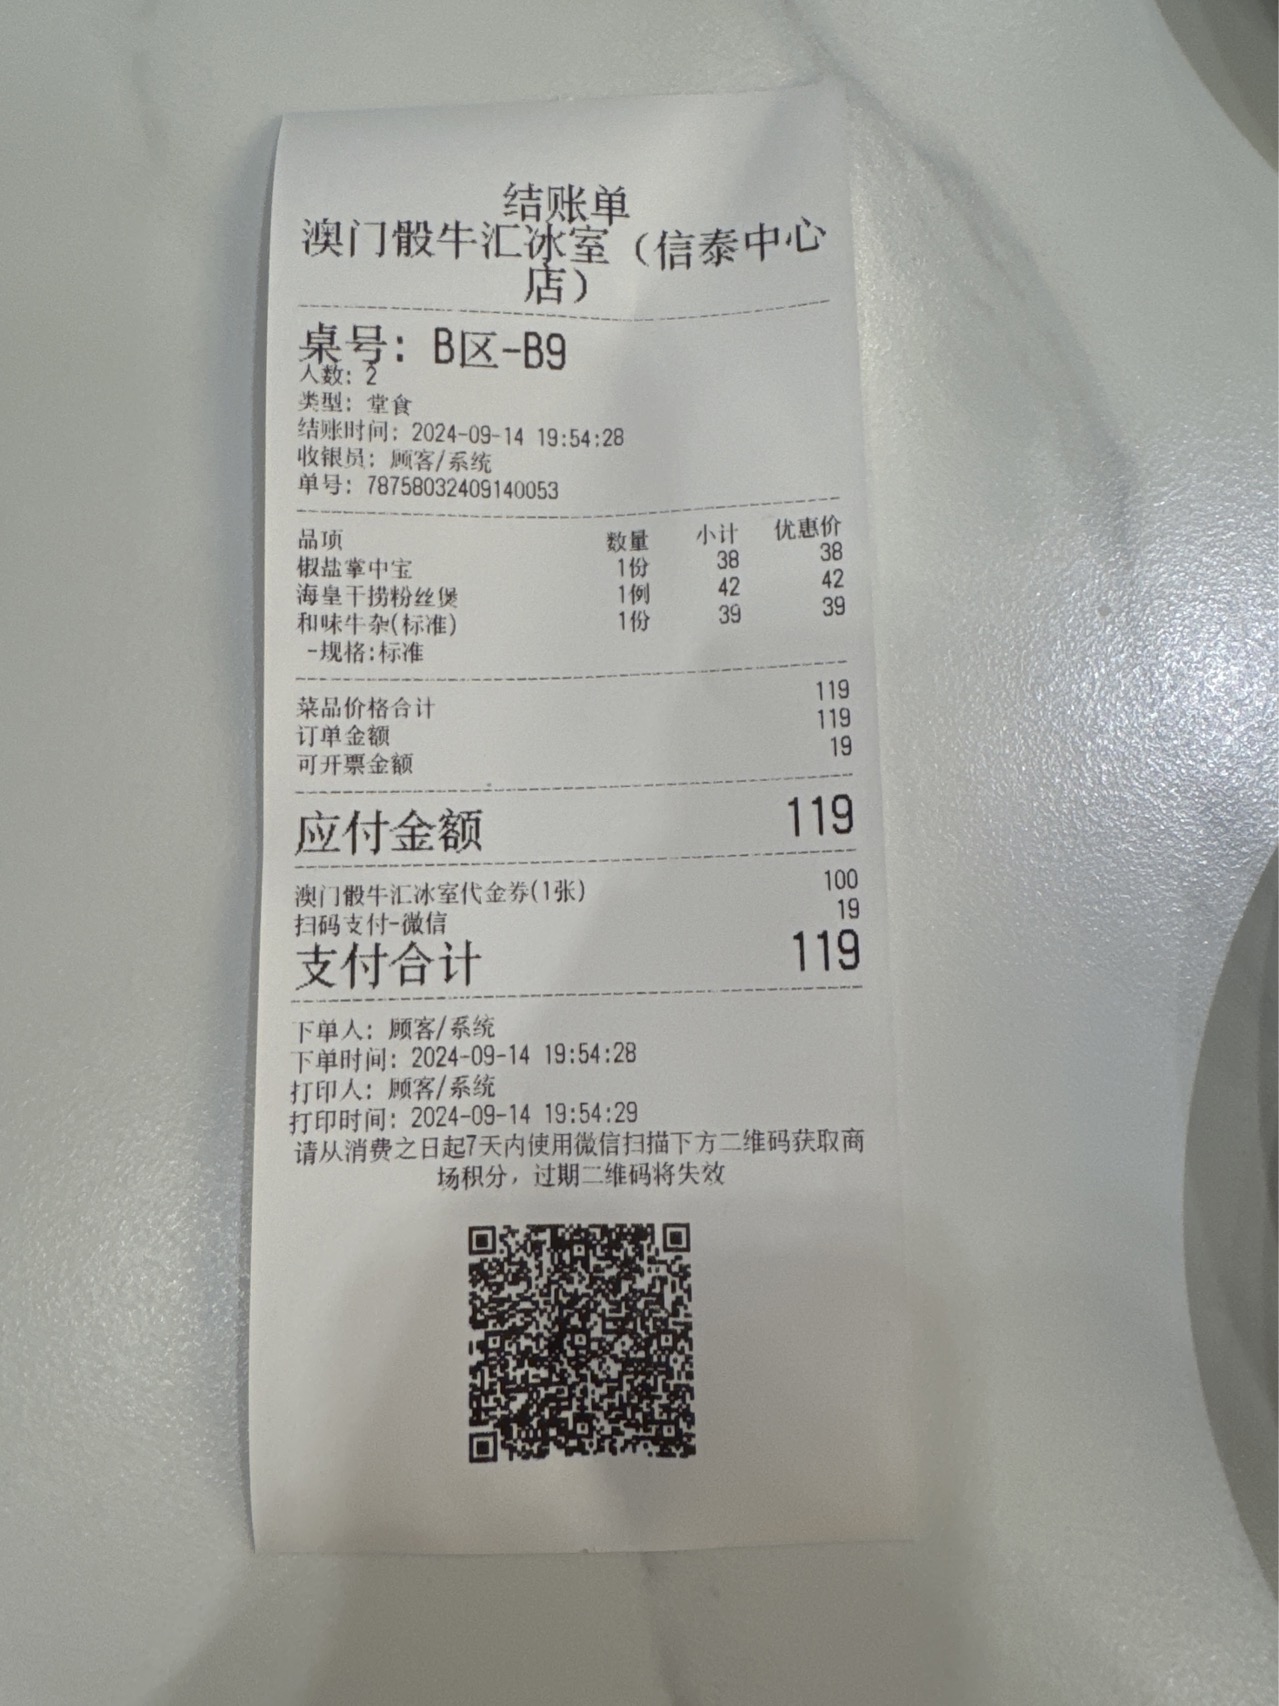 结账单
澳门骰牛汇冰室（信泰中心
店）
桌号：B区-B9
人数：2
类型：堂食
结账时间：2024-09-14 19:54:28
收银员：顾客/系统
单号：78758032409140053
品项 数量 小计 优惠价
椒盐掌中宝 1份 38 38
海皇干捞粉丝煲 1例 42 42
和味牛杂(标准) 1份 39 39
-规格:标准
菜品价格合计 119
订单金额 119
可开票金额 19
应付金额 119
澳门骰牛汇冰室代金券(1张) 100
扫码支付-微信 19
支付合计 119
下单人：顾客/系统
下单时间：2024-09-14 19:54:28
打印人：顾客/系统
打印时间：2024-09-14 19:54:29
请从消费之日起7天内使用微信扫描下方二维码获取商
场积分，过期二维码将失效